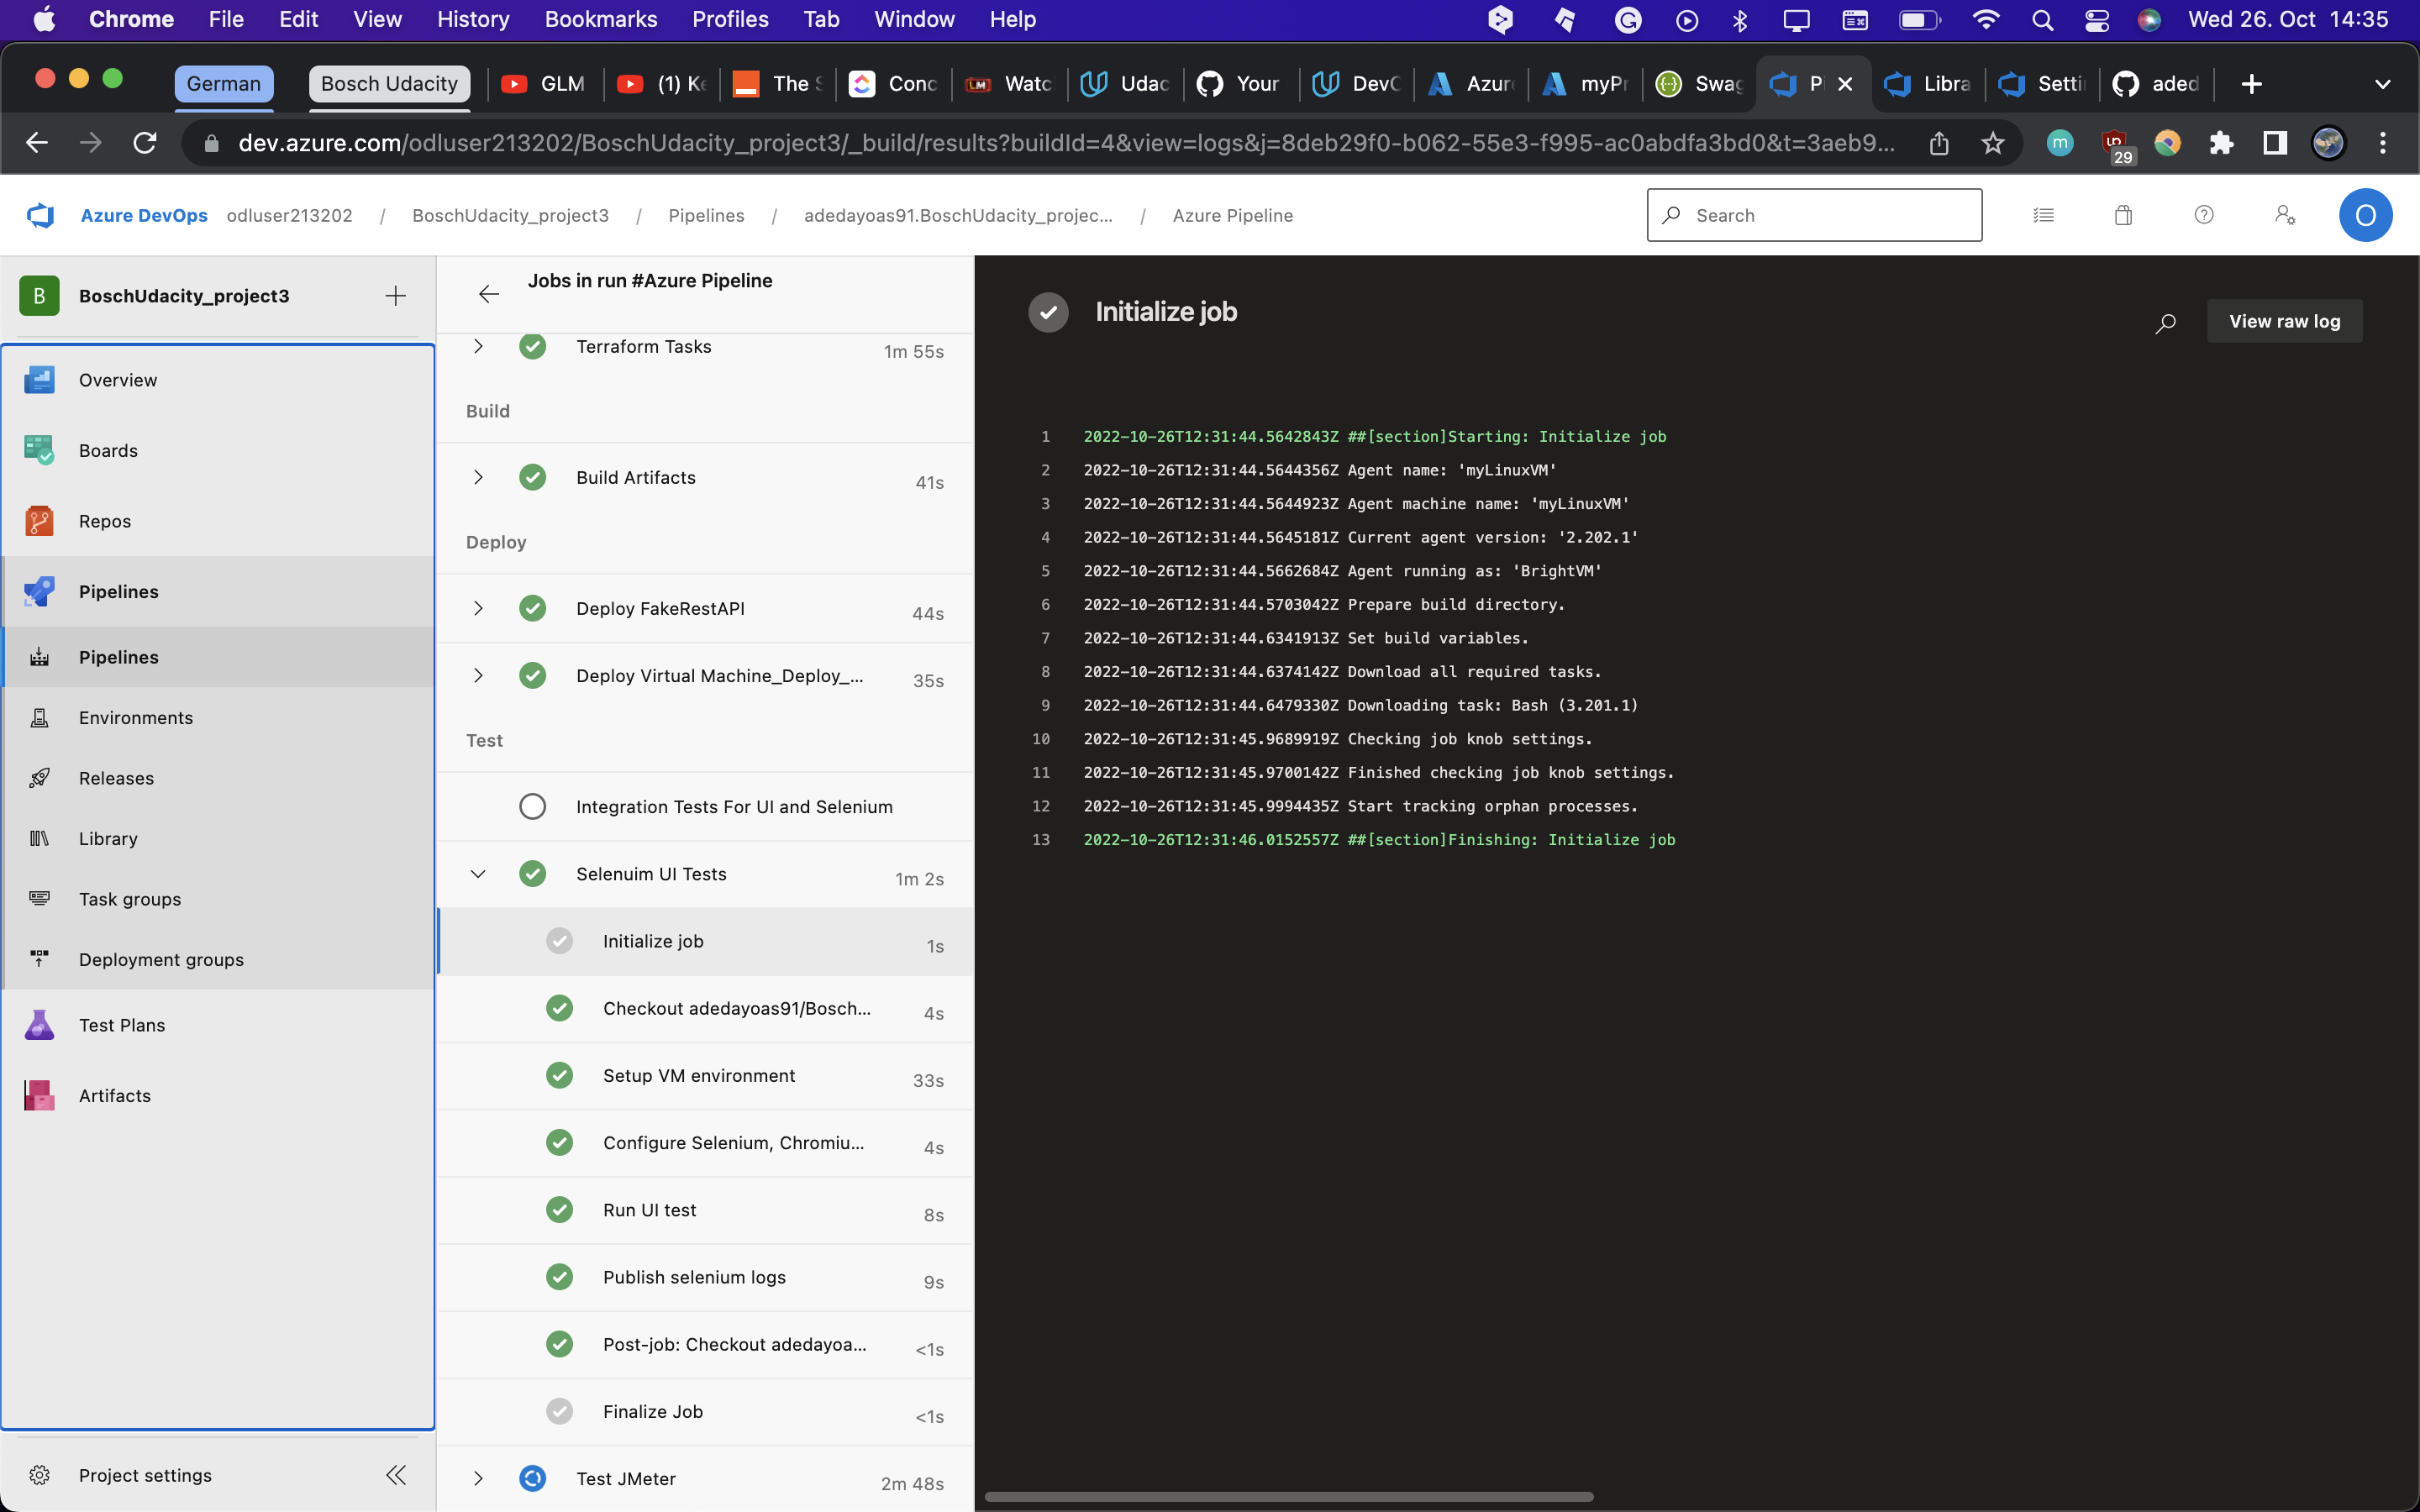 Chrome File Edit View History Bookmarks Profiles Tab Window Help Wed 26. Oct 14:35
German Bosch Udacity GLM (1) Ke The S Conc Watc Udac Your DevC Azur myPr Swag Pi Libra Setti aded
dev.azure.com/odluser213202/BoschUdacity_project3/_build/results?buildId=4&view=logs&j=8deb29f0-b062-55e3-f995-ac0abdfa3bd0&t=3aeb9... m 29
Azure DevOps odluser213202 / BoschUdacity_project3 / Pipelines / adedayoas91.BoschUdacity_projec... / Azure Pipeline Search O
B BoschUdacity_project3
Overview
Boards
Repos
Pipelines
Pipelines
Environments
Releases
Library
Task groups
Deployment groups
Test Plans
Artifacts
Project settings
Jobs in run #Azure Pipeline
Terraform Tasks 1m 55s
Build
Build Artifacts 41s
Deploy
Deploy FakeRestAPI 44s
Deploy Virtual Machine_Deploy_... 35s
Test
Integration Tests For UI and Selenium
Selenuim UI Tests 1m 2s
Initialize job 1s
Checkout adedayoas91/Bosch... 4s
Setup VM environment 33s
Configure Selenium, Chromiu... 4s
Run UI test 8s
Publish selenium logs 9s
Post-job: Checkout adedayoa... <1s
Finalize Job <1s
Test JMeter 2m 48s
Initialize job
View raw log
1 2022-10-26T12:31:44.5642843Z ##[section]Starting: Initialize job
2 2022-10-26T12:31:44.5644356Z Agent name: 'myLinuxVM'
3 2022-10-26T12:31:44.5644923Z Agent machine name: 'myLinuxVM'
4 2022-10-26T12:31:44.5645181Z Current agent version: '2.202.1'
5 2022-10-26T12:31:44.5662684Z Agent running as: 'BrightVM'
6 2022-10-26T12:31:44.5703042Z Prepare build directory.
7 2022-10-26T12:31:44.6341913Z Set build variables.
8 2022-10-26T12:31:44.6374142Z Download all required tasks.
9 2022-10-26T12:31:44.6479330Z Downloading task: Bash (3.201.1)
10 2022-10-26T12:31:45.9689919Z Checking job knob settings.
11 2022-10-26T12:31:45.9700142Z Finished checking job knob settings.
12 2022-10-26T12:31:45.9994435Z Start tracking orphan processes.
13 2022-10-26T12:31:46.0152557Z ##[section]Finishing: Initialize job